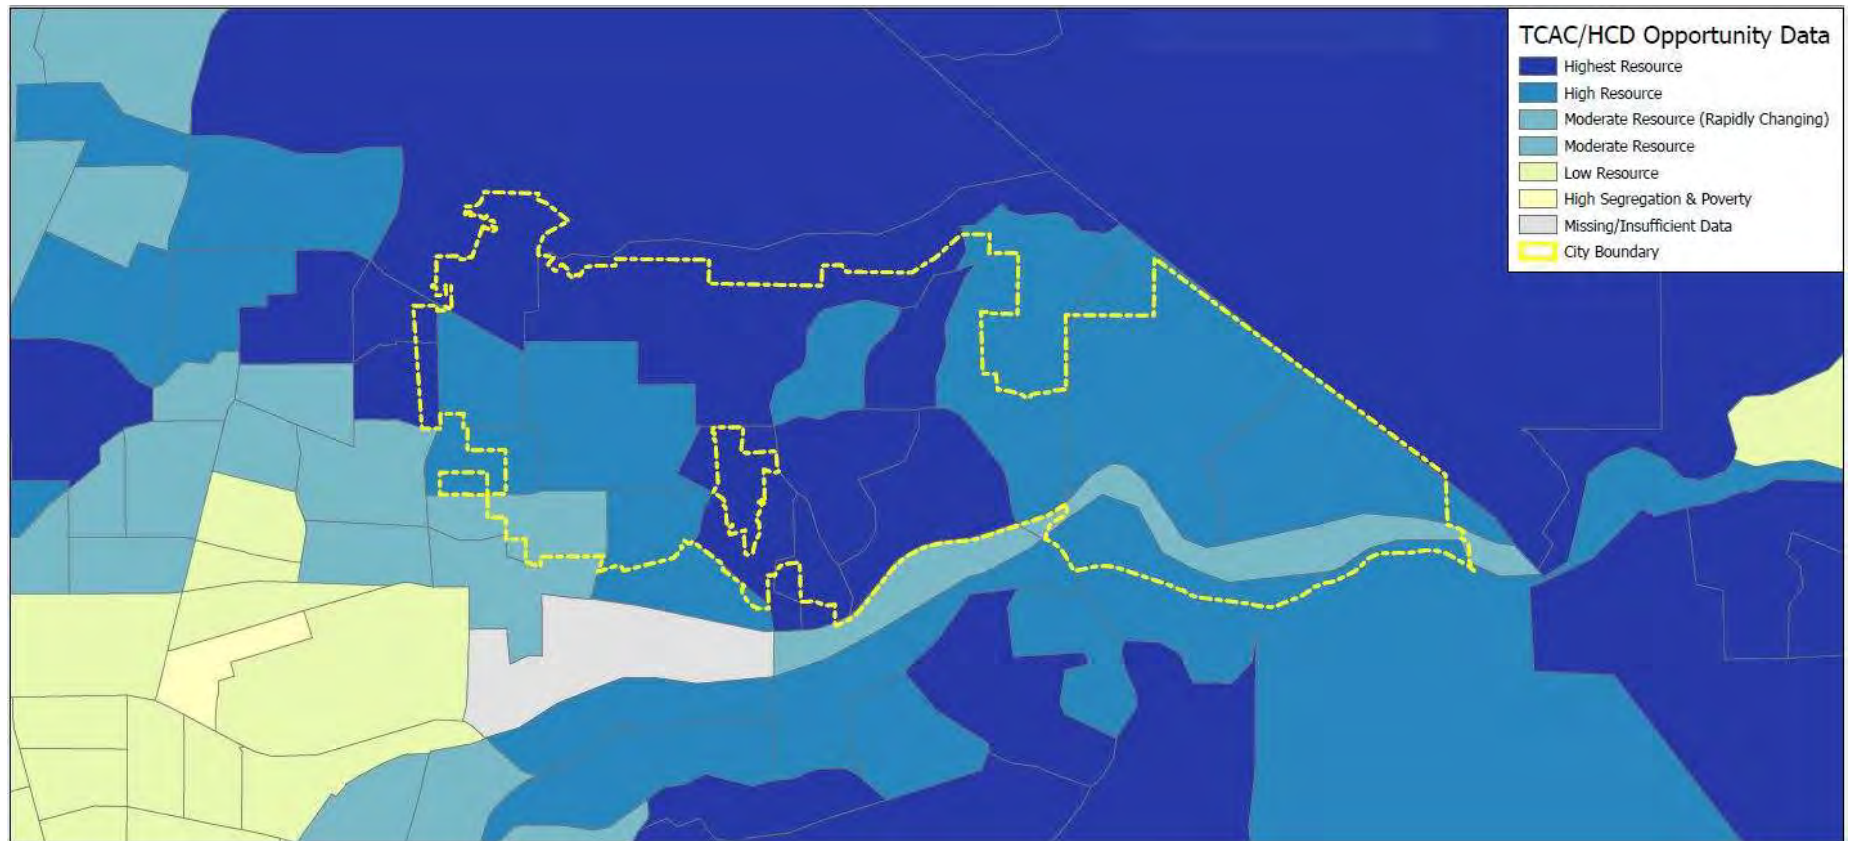 TCAC/HCD Opportunity Data
Highest Resource
High Resource
Moderate Resource (Rapidly Changing)
Moderate Resource
Low Resource
High Segregation & Poverty
Missing/Insufficient Data
City Boundary